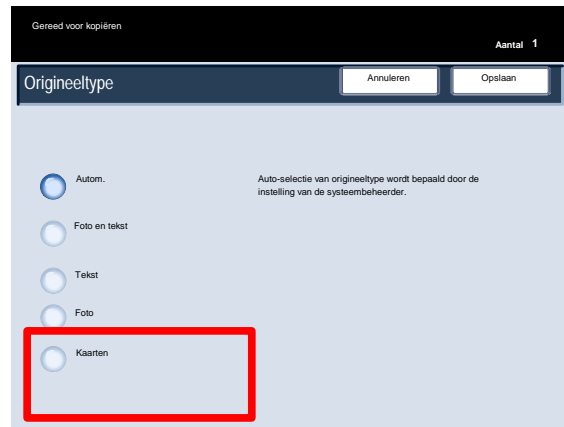 Gereed voor kopiëren
Aantal 1
Origineeltype
Annuleren
Opslaan
Autom.
Auto-selectie van origineeltype wordt bepaald door de
instelling van de systeembeheerder.
Foto en tekst
Tekst
Foto
Kaarten